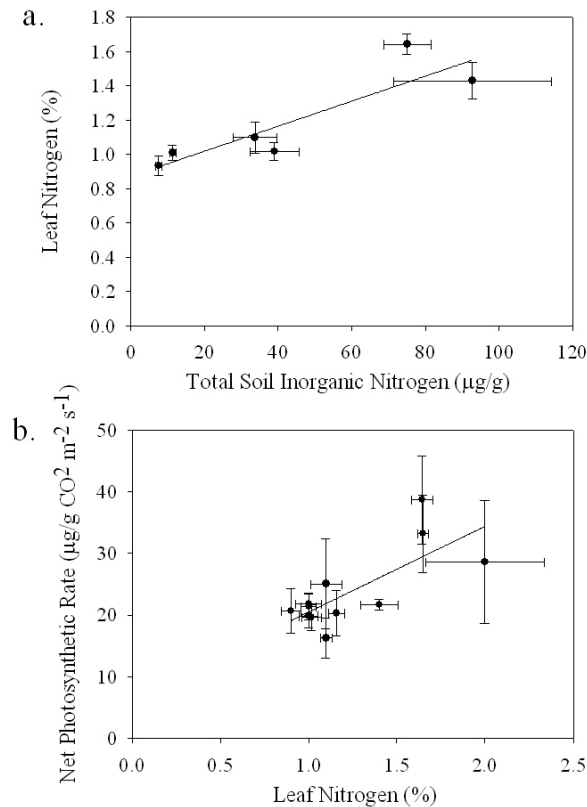 a.
Leaf Nitrogen (%)
1.8
1.6
1.4
1.2
1.0
0.8
0.6
0.4
0.2
0.0
0 20 40 60 80 100 120
Total Soil Inorganic Nitrogen (μg/g)
b.
Net Photosynthetic Rate (μg/g CO² m⁻² s⁻¹)
50
40
30
20
10
0
0.0 0.5 1.0 1.5 2.0 2.5
Leaf Nitrogen (%)